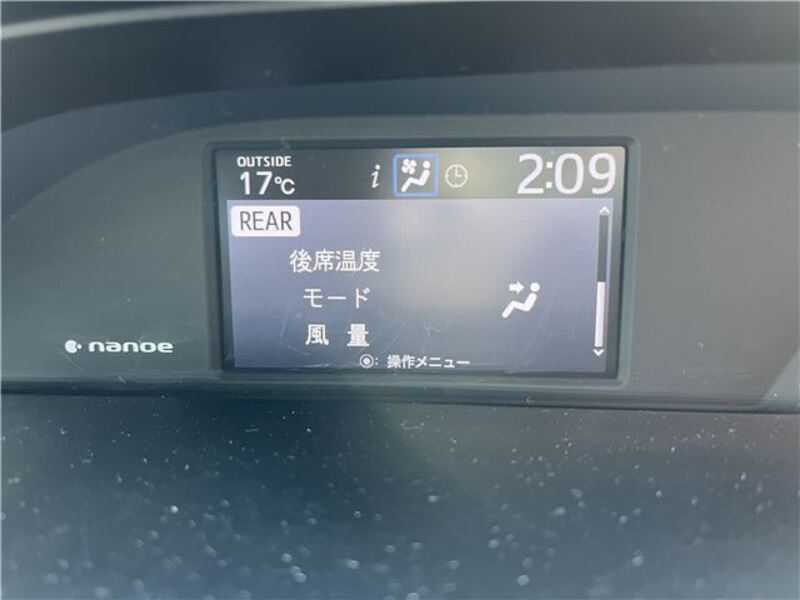 OUTSIDE
17°C
i
2:09
REAR
後席温度
モード
風 量
: 操作メニュー
nanoe